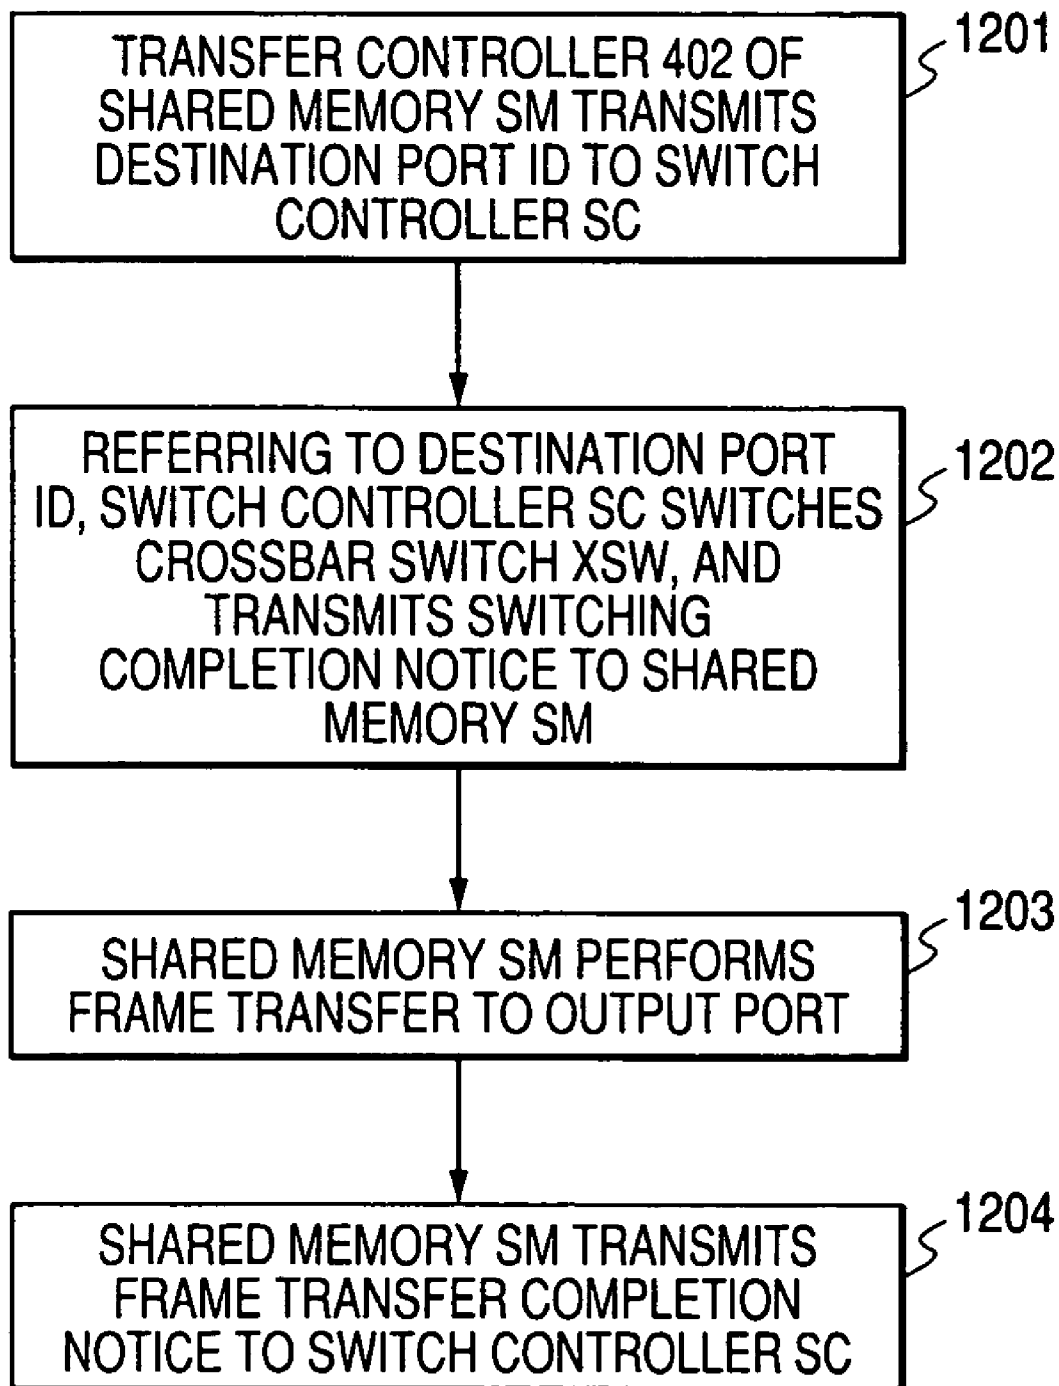 TRANSFER CONTROLLER 402 OF
SHARED MEMORY SM TRANSMITS
DESTINATION PORT ID TO SWITCH
CONTROLLER SC
1201
REFERRING TO DESTINATION PORT
ID, SWITCH CONTROLLER SC SWITCHES
CROSSBAR SWITCH XSW, AND
TRANSMITS SWITCHING
COMPLETION NOTICE TO SHARED
MEMORY SM
1202
SHARED MEMORY SM PERFORMS
FRAME TRANSFER TO OUTPUT PORT
1203
SHARED MEMORY SM TRANSMITS
FRAME TRANSFER COMPLETION
NOTICE TO SWITCH CONTROLLER SC
1204